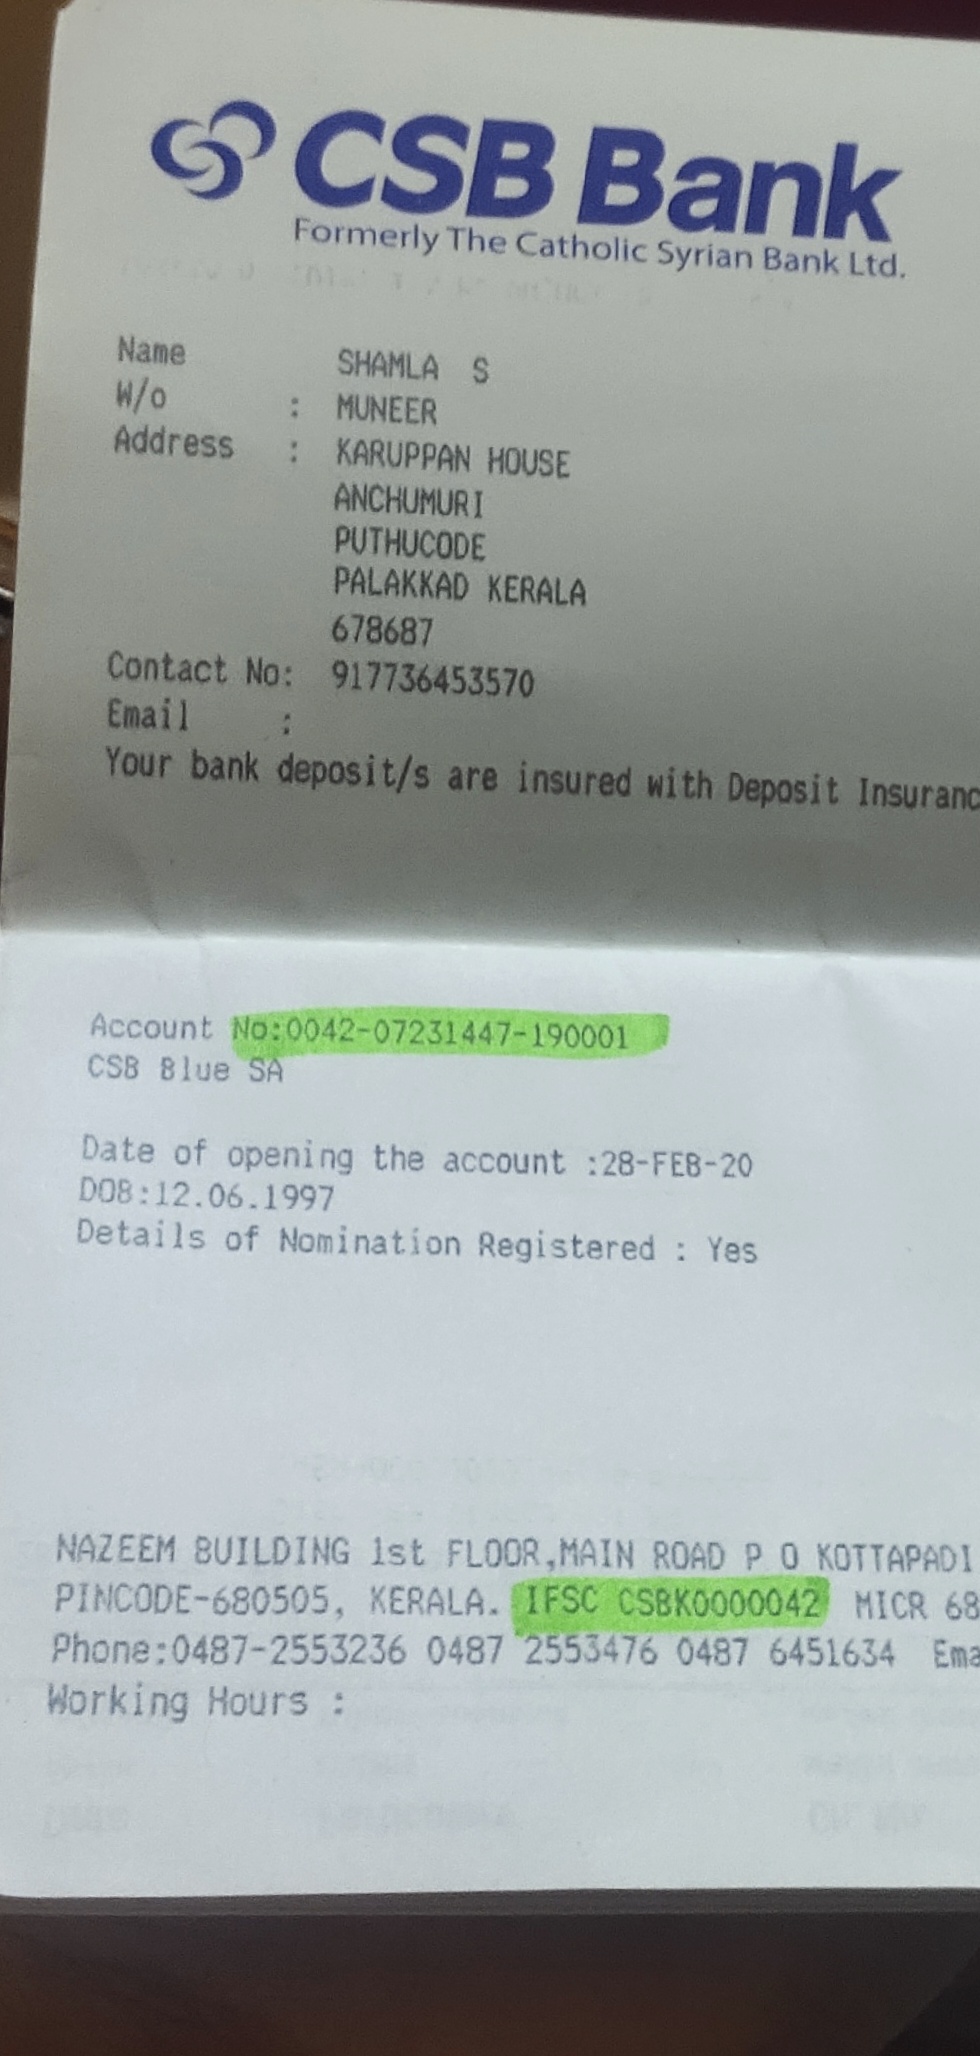 CSB Bank
Formerly The Catholic Syrian Bank Ltd.
Name SHAMLA S
W/o : MUNEER
Address : KARUPPAN HOUSE
ANCHUMURI
PUTHUCODE
PALAKKAD KERALA
678687
Contact No: 917736453570
Email :
Your bank deposit/s are insured with Deposit Insuranc
Account No:0042-07231447-190001
CSB Blue SA
Date of opening the account :28-FEB-20
DOB:12.06.1997
Details of Nomination Registered : Yes
NAZEEM BUILDING 1st FLOOR,MAIN ROAD P O KOTTAPADI
PINCODE-680505, KERALA. IFSC CSBK0000042 MICR 68
Phone:0487-2553236 0487 2553476 0487 6451634 Ema
Working Hours :